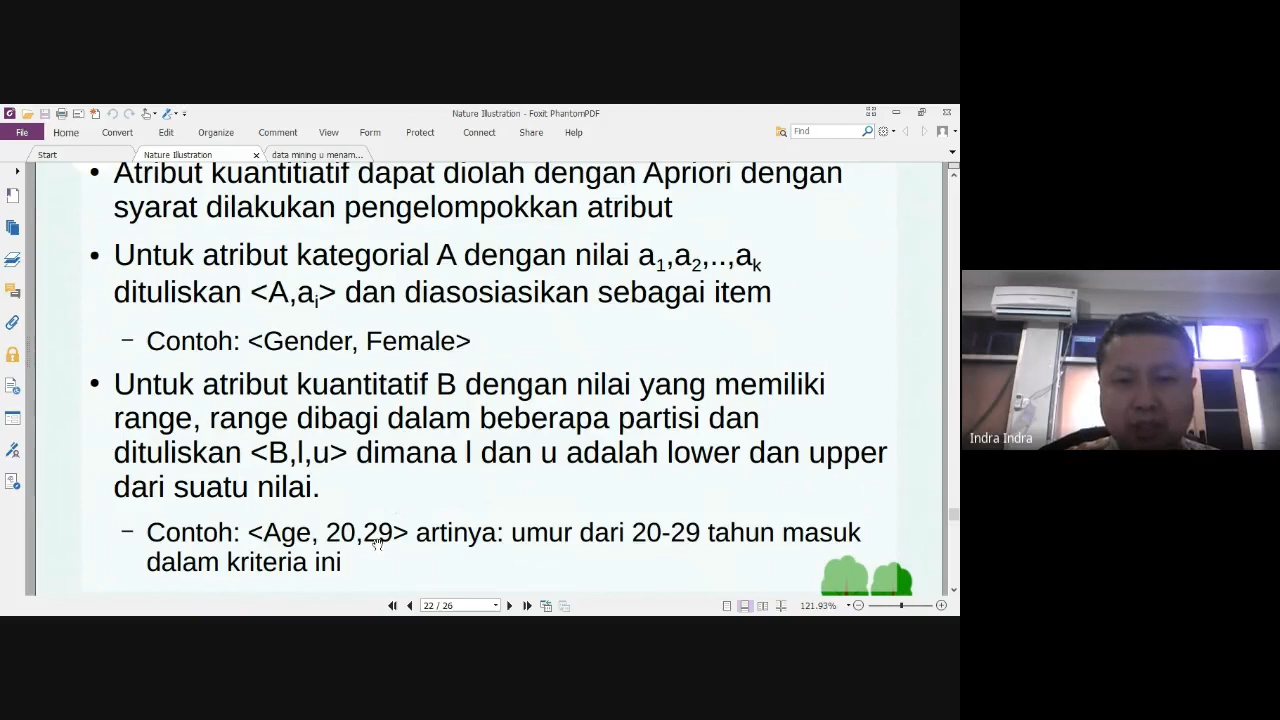 Nature Illustration - Foxit PhantomPDF
File Home Convert Edit Organize Comment View Form Protect Connect Share Help Find
Start Nature Illustration data mining u menam...
• Atribut kuantitiatif dapat diolah dengan Apriori dengan
syarat dilakukan pengelompokkan atribut
• Untuk atribut kategorial A dengan nilai a1,a2,..,ak
dituliskan <A,ai> dan diasosiasikan sebagai item
– Contoh: <Gender, Female>
• Untuk atribut kuantitatif B dengan nilai yang memiliki
range, range dibagi dalam beberapa partisi dan
dituliskan <B,l,u> dimana l dan u adalah lower dan upper
dari suatu nilai.
– Contoh: <Age, 20,29> artinya: umur dari 20-29 tahun masuk
dalam kriteria ini
22 / 26
121.93%
Indra Indra